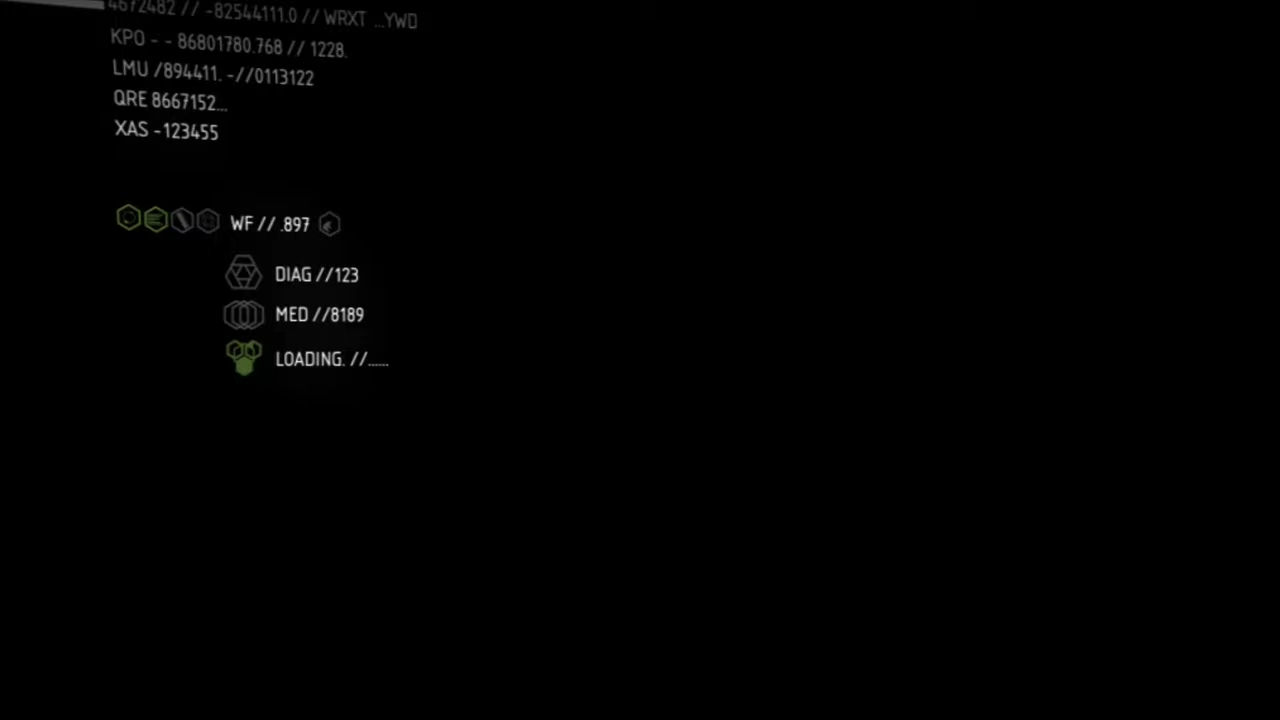 4672482 // -82544111.0 // WRXT ...YWD
KPO - - 86801780.768 // 1228.
LMU /894411. -//0113122
QRE 8667152...
XAS -123455
WF // .897
DIAG //123
MED //8189
LOADING. //......